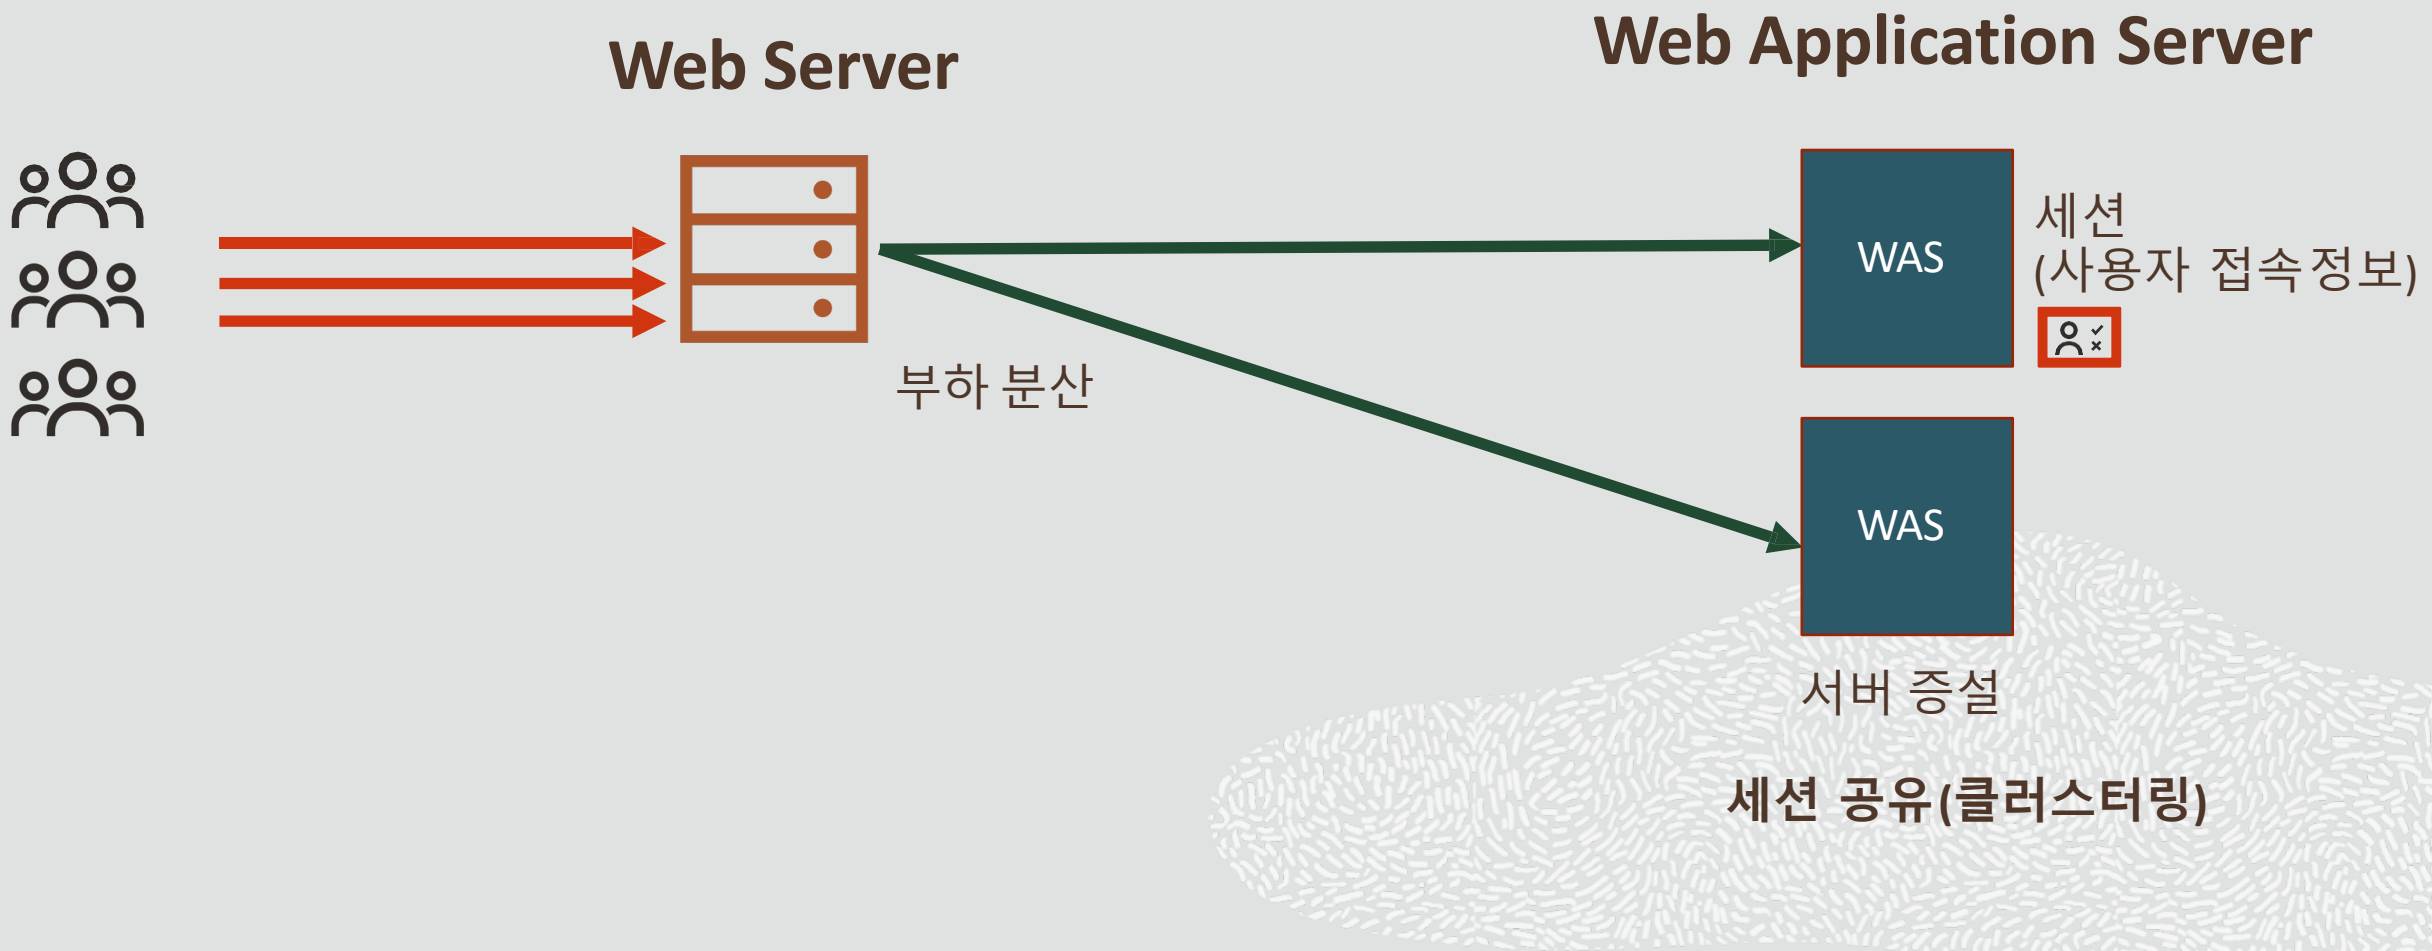 Web Server
Web Application Server
WAS
세션
(사용자 접속정보)
부하 분산
WAS
서버 증설
세션 공유(클러스터링)